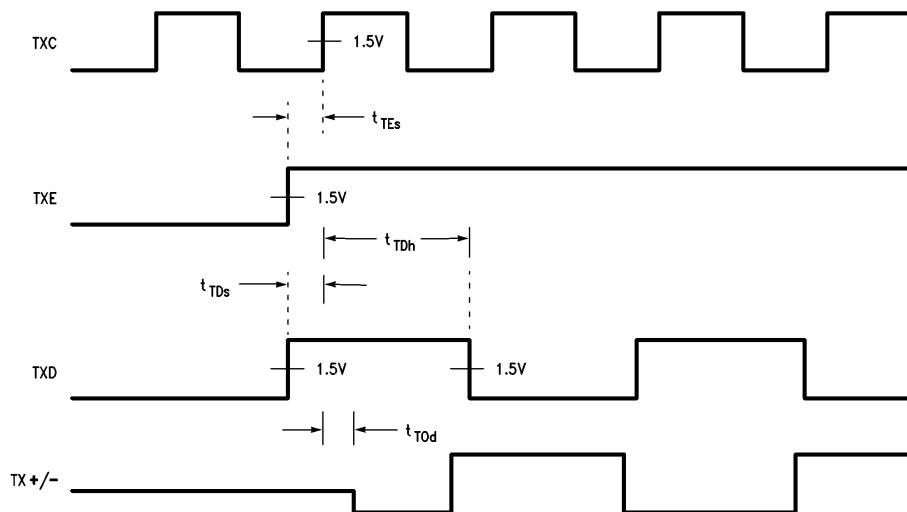 TXC
1.5V
t TEs
TXE
1.5V
t TDh
t TDs
TXD
1.5V
1.5V
t TOd
TX +/-